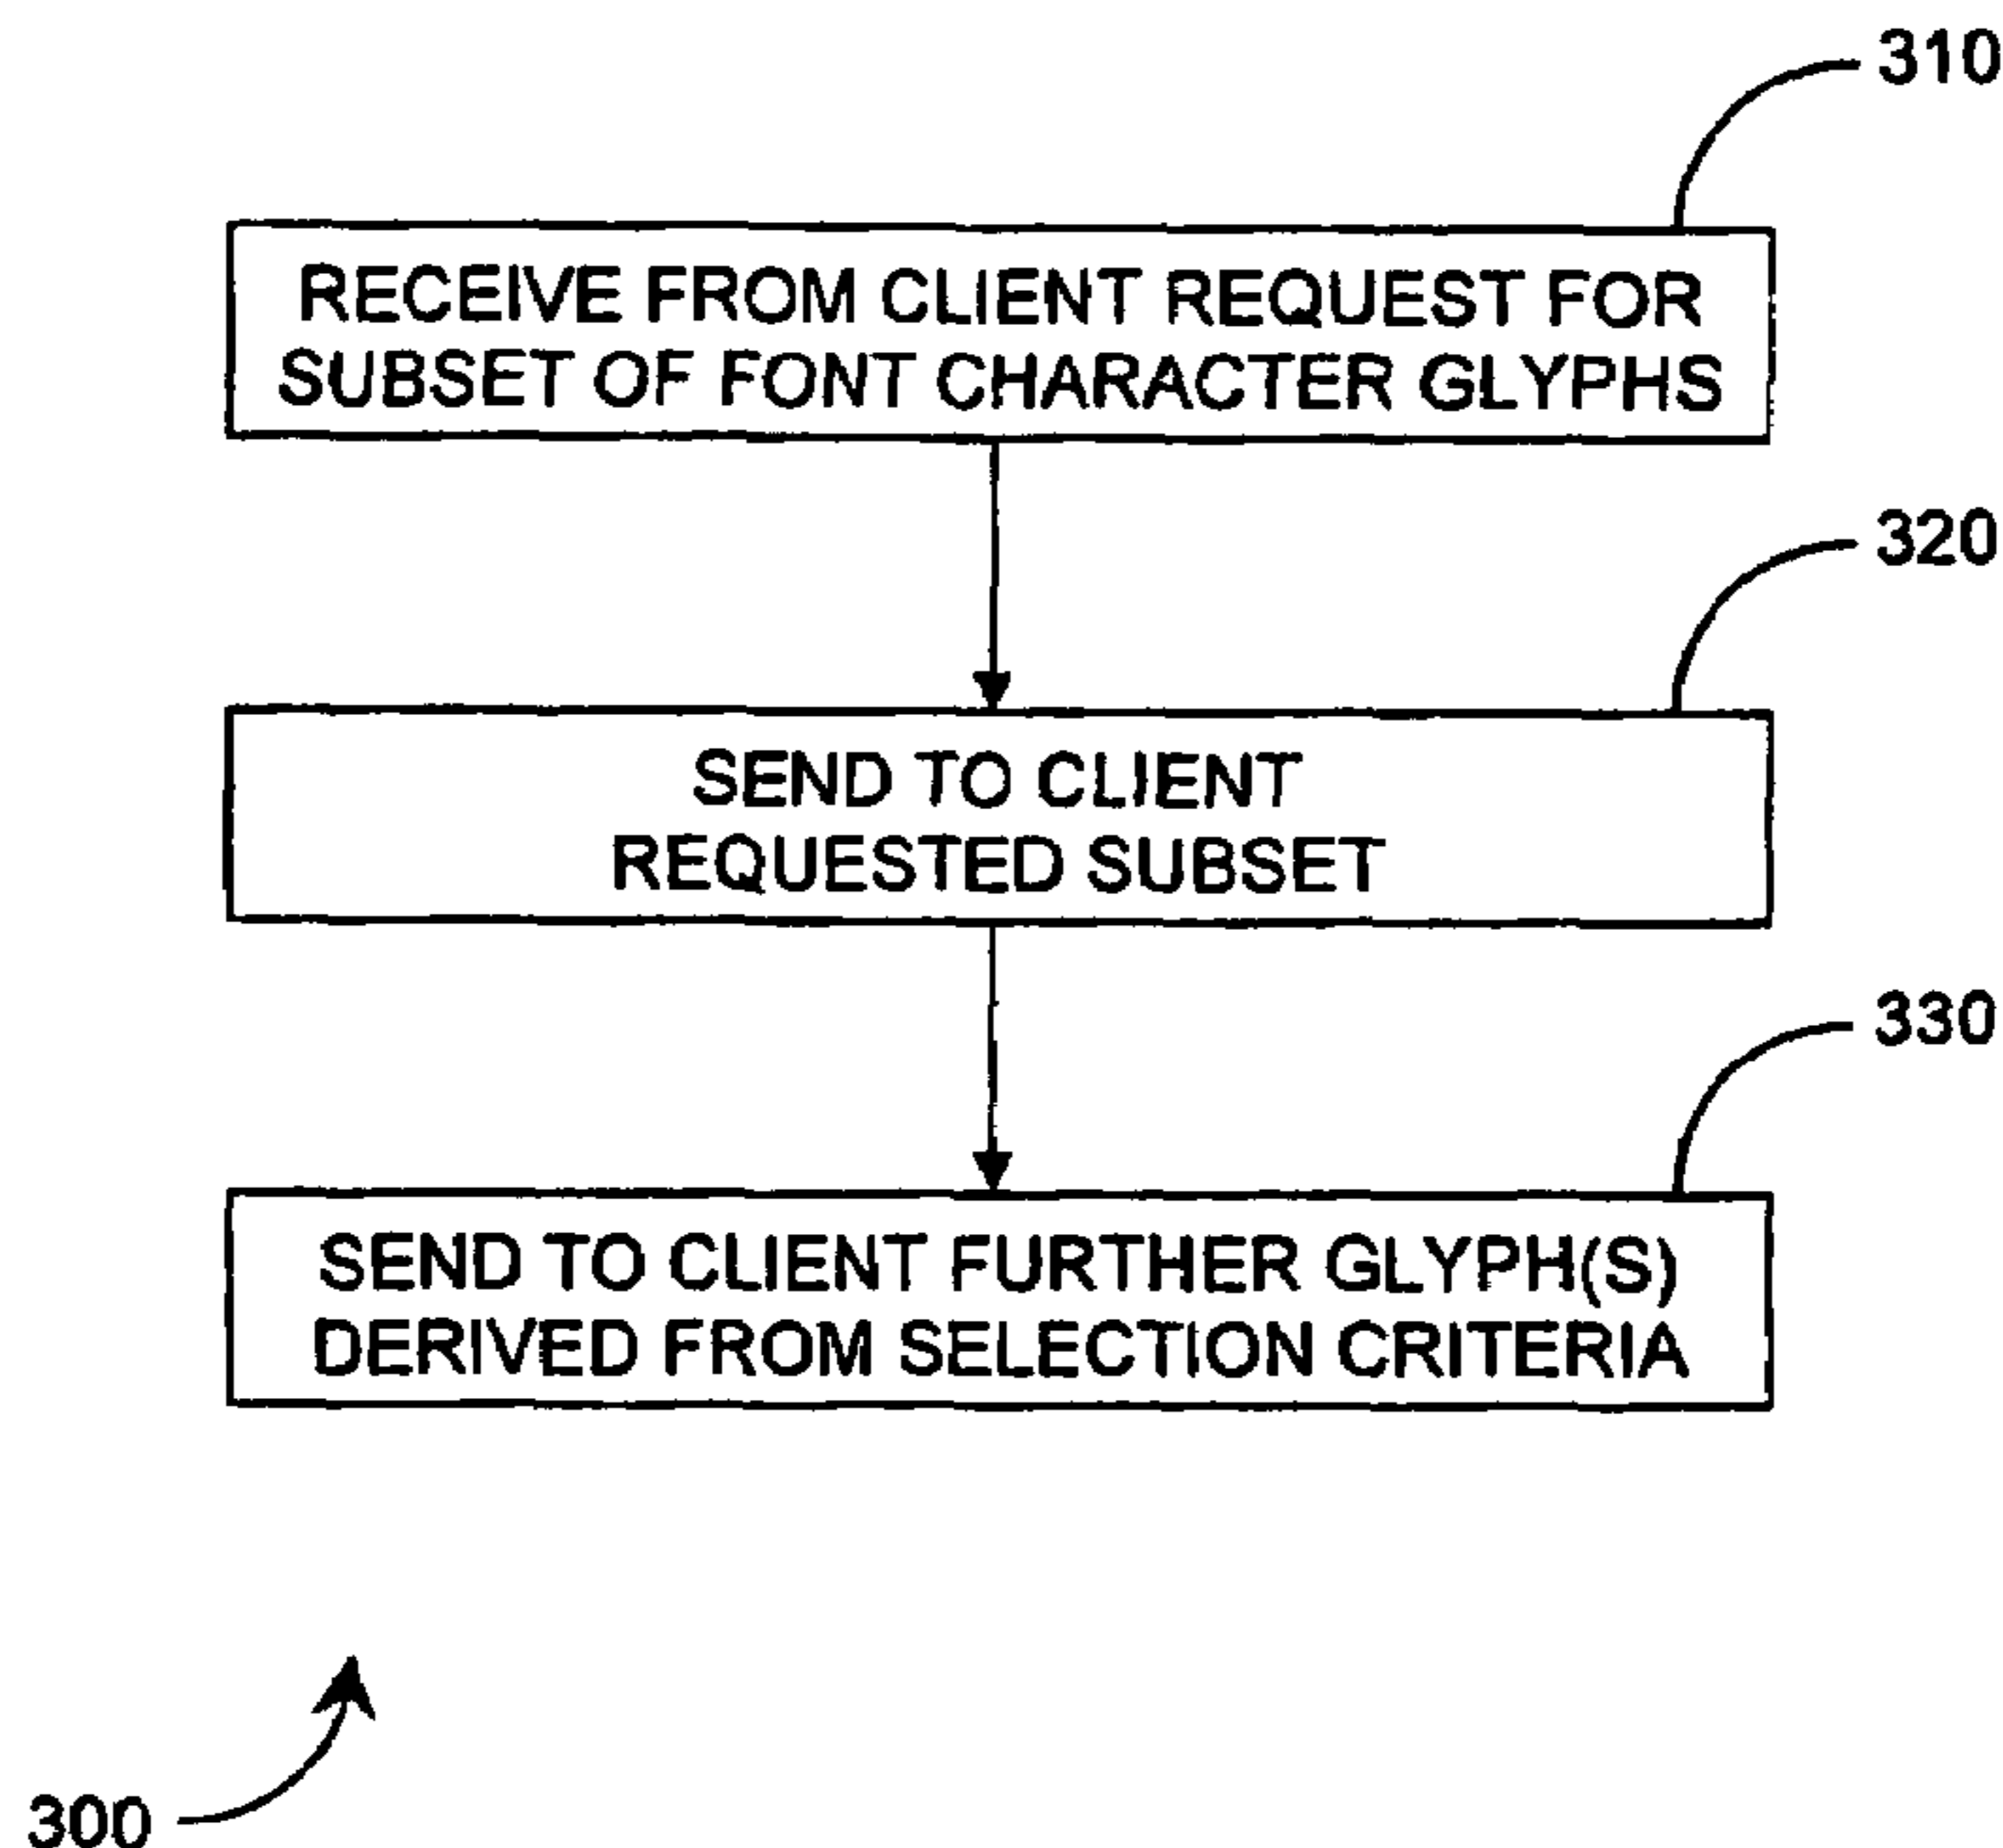 310
RECEIVE FROM CLIENT REQUEST FOR
SUBSET OF FONT CHARACTER GLYPHS
320
SEND TO CLIENT
REQUESTED SUBSET
330
SEND TO CLIENT FURTHER GLYPH(S)
DERIVED FROM SELECTION CRITERIA
300